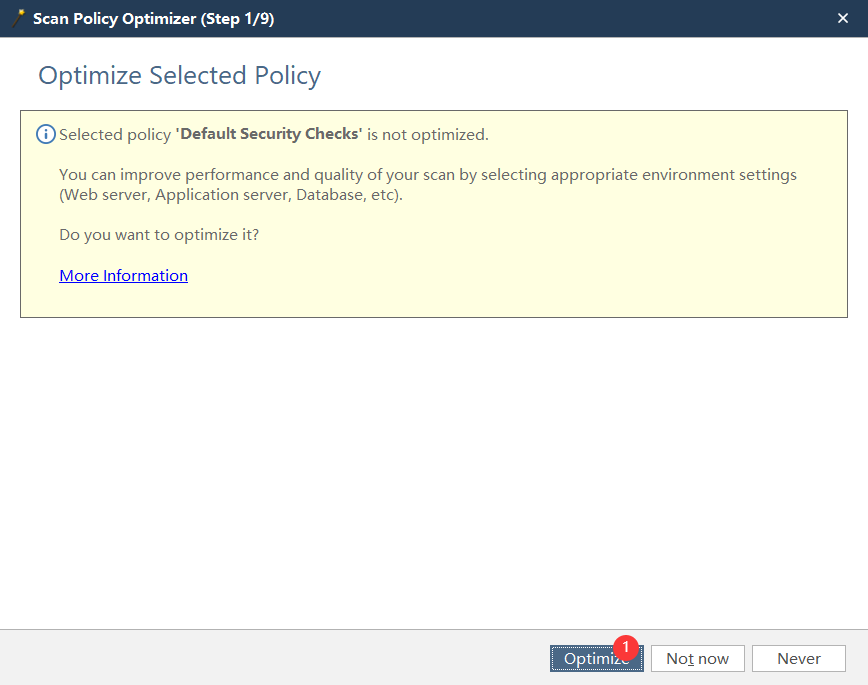 Scan Policy Optimizer (Step 1/9)
Optimize Selected Policy
Selected policy 'Default Security Checks' is not optimized.
You can improve performance and quality of your scan by selecting appropriate environment settings
(Web server, Application server, Database, etc).
Do you want to optimize it?
More Information
1
Optimize
Not now
Never